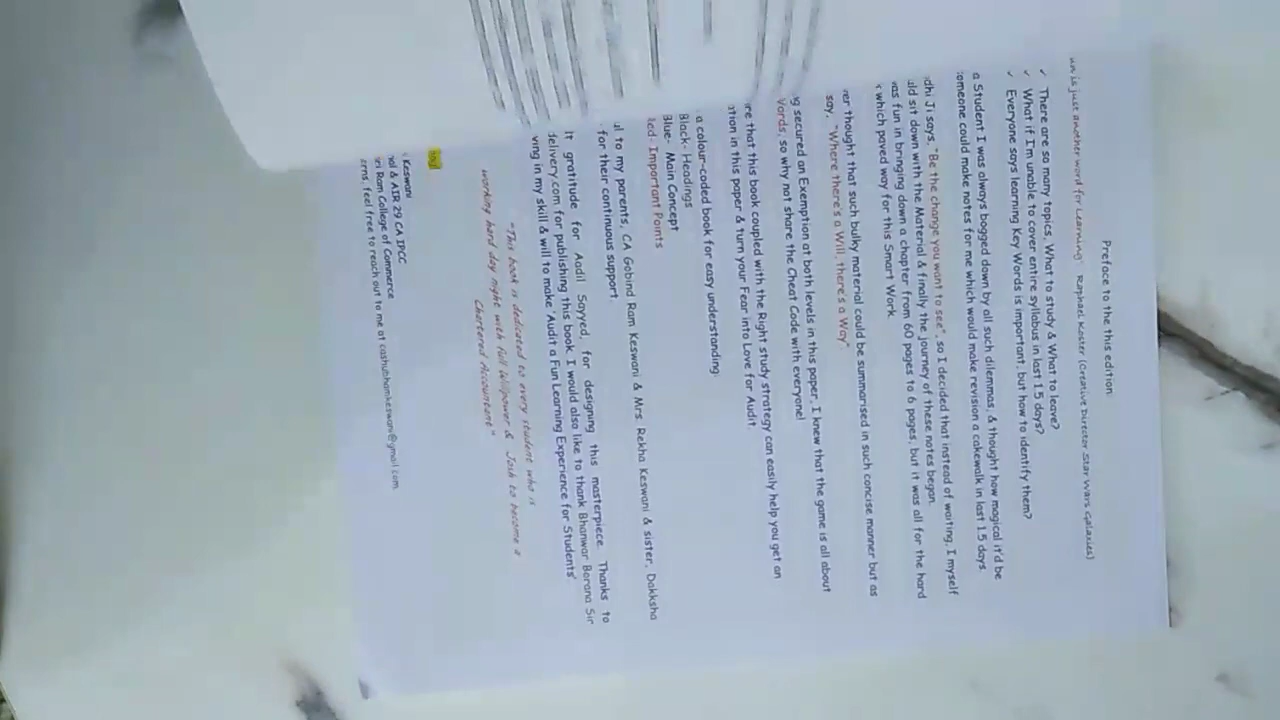 Preface to the this edition
un is just another word for Learning" Raphael Koster (Creative Director Star Wars Galaxies)
✓ There are so many topics, What to study & What to leave?
✓ What if I'm unable to cover entire syllabus in last 1.5 days?
✓ Everyone says learning Key Words is important, but how to identify them?
a Student I was always bogged down by all such dilemmas, & thought how magical it'd be
omeone could make notes for me which would make revision a cakewalk in last 1.5 days
dhi Ji says, "Be the change you want to see", so I decided that instead of waiting, I myself
uld sit down with the Material & finally the journey of these notes began.
as fun in bringing down a chapter from 60 pages to 6 pages, but it was all for the hard
which paved way for this Smart Work
er thought that such bulky material could be summarised in such concise manner but as
say, "Where there's a Will, there's a Way"
g secured an Exemption at both levels in this paper, I knew that the game is all about
Words, so why not share the Cheat Code with everyone!
re that this book coupled with the Right study strategy can easily help you get an
tion in this paper & turn your Fear into Love for Audit
a colour-coded book for easy understanding
Black- Headings
Blue- Main Concept
Red - Important Points
ul to my parents, CA Gobind Ram Keswani & Mrs Rekha Keswani & sister, Dakksha
for their continuous support.
lt gratitude for Aadil Sayyed, for designing this masterpiece. Thanks to
delivery.com for publishing this book. I would also like to thank Bhanwar Borana Sir
ving in my skill & will to make 'Audit a Fun Learning Experience for Students'
"This book is dedicated to every student who is
working hard day night with full Willpower & Josh to become a
Chartered Accountant"
Keswani
& AIR 29 CA IPCC
ri Ram College of Commerce
erns, feel free to reach out to me at